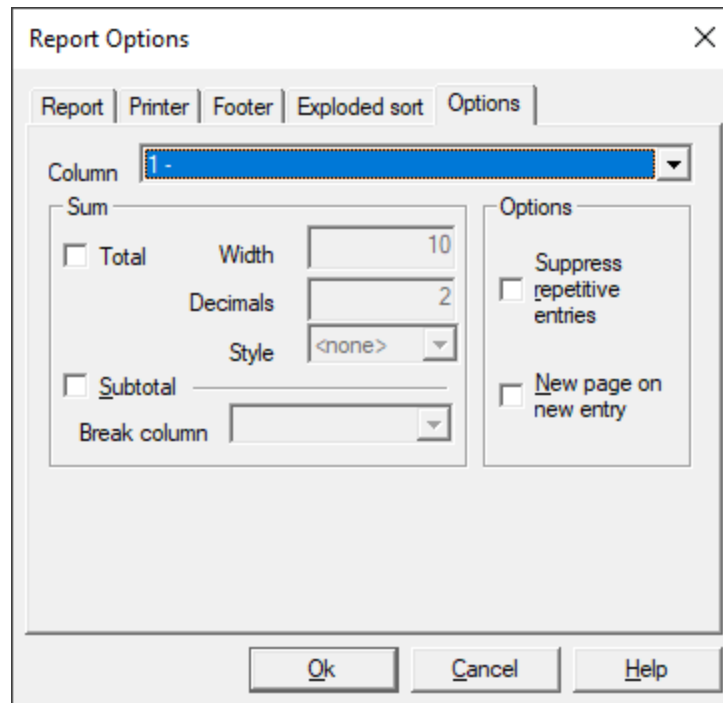 Report Options
Report Printer Footer Exploded sort Options
Column 1 -
Sum
Total Width 10
Decimals 2
Style <none>
Subtotal
Break column
Options
Suppress
repetitive
entries
New page on
new entry
Ok Cancel Help